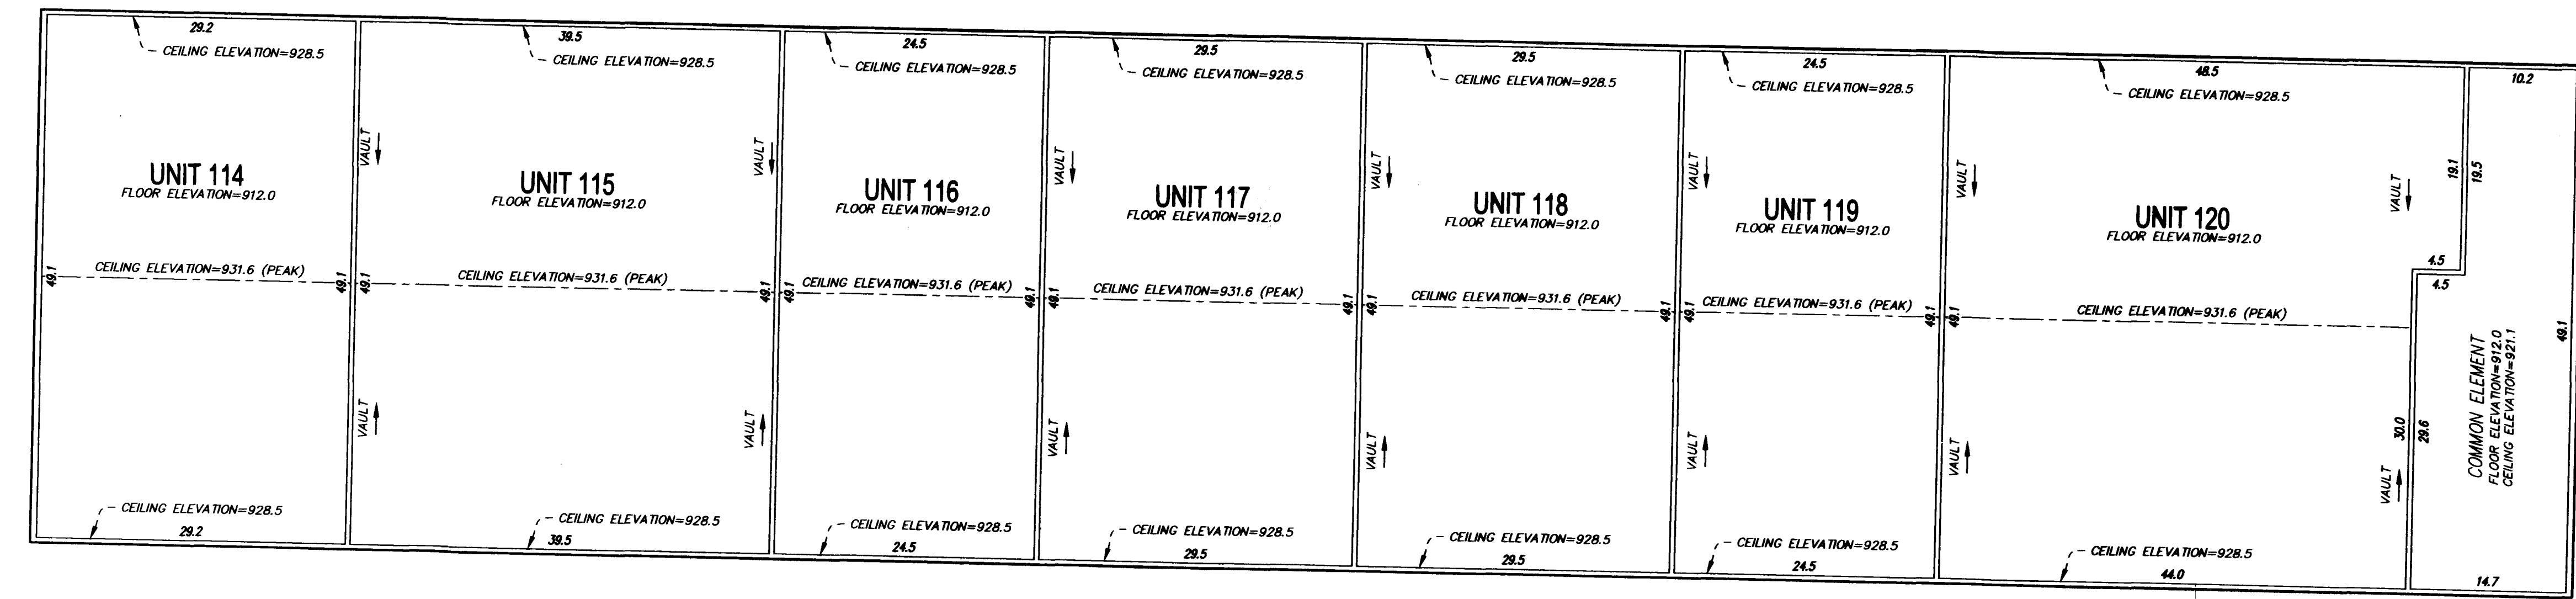 29.2
CEILING ELEVATION=928.5
UNIT 114
FLOOR ELEVATION=912.0
CEILING ELEVATION=931.6 (PEAK)
49.1
49.1
CEILING ELEVATION=928.5
29.2
39.5
CEILING ELEVATION=928.5
VAULT
VAULT
UNIT 115
FLOOR ELEVATION=912.0
CEILING ELEVATION=931.6 (PEAK)
49.1
49.1
VAULT
VAULT
CEILING ELEVATION=928.5
39.5
24.5
CEILING ELEVATION=928.5
UNIT 116
FLOOR ELEVATION=912.0
CEILING ELEVATION=931.6 (PEAK)
49.1
49.1
CEILING ELEVATION=928.5
24.5
29.5
CEILING ELEVATION=928.5
VAULT
UNIT 117
FLOOR ELEVATION=912.0
CEILING ELEVATION=931.6 (PEAK)
49.1
49.1
VAULT
CEILING ELEVATION=928.5
29.5
29.5
CEILING ELEVATION=928.5
VAULT
UNIT 118
FLOOR ELEVATION=912.0
CEILING ELEVATION=931.6 (PEAK)
49.1
49.1
VAULT
CEILING ELEVATION=928.5
29.5
24.5
CEILING ELEVATION=928.5
VAULT
UNIT 119
FLOOR ELEVATION=912.0
CEILING ELEVATION=931.6 (PEAK)
49.1
49.1
VAULT
CEILING ELEVATION=928.5
24.5
48.5
CEILING ELEVATION=928.5
VAULT
VAULT
19.1
UNIT 120
FLOOR ELEVATION=912.0
4.5
CEILING ELEVATION=931.6 (PEAK)
49.1
30.0
VAULT
VAULT
CEILING ELEVATION=928.5
44.0
10.2
19.5
4.5
49.1
29.6
COMMON ELEMENT
FLOOR ELEVATION=912.0
CEILING ELEVATION=921.1
14.7